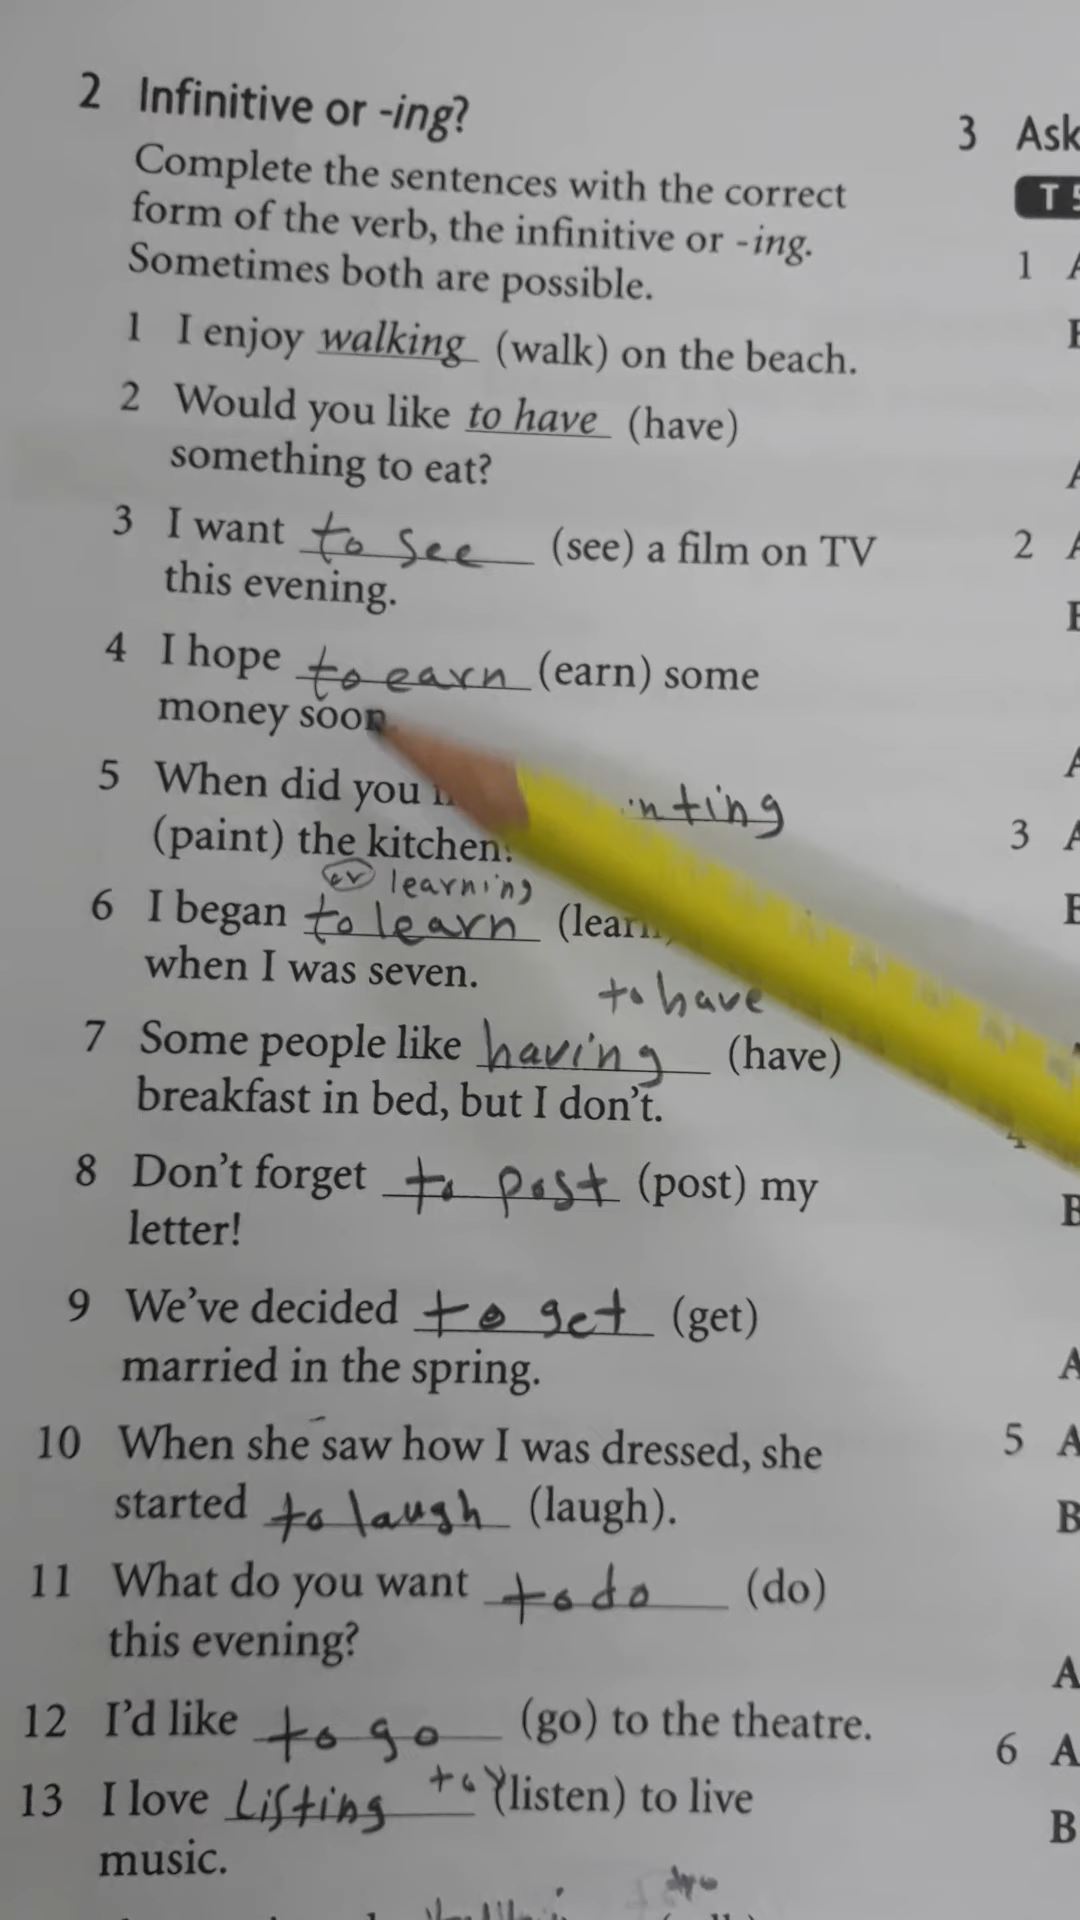 2 Infinitive or -ing?
Complete the sentences with the correct
form of the verb, the infinitive or -ing.
Sometimes both are possible.
1 I enjoy walking (walk) on the beach.
2 Would you like to have (have)
something to eat?
3 I want to see (see) a film on TV
this evening.
4 I hope to earn (earn) some
money soon.
5 When did you
(paint) the kitchen?
or learning
6 I began to learn
when I was seven.
to have
7 Some people like having (have)
breakfast in bed, but I don't.
8 Don't forget to post (post) my
letter!
9 We've decided to get (get)
married in the spring.
10 When she saw how I was dressed, she
started to laugh (laugh).
11 What do you want to do (do)
this evening?
12 I'd like to go (go) to the theatre.
13 I love Listing to (listen) to live
music.
3 Ask
T 5
1 A
2 A
3 A
B
A
5 A
B
A
6 A
B